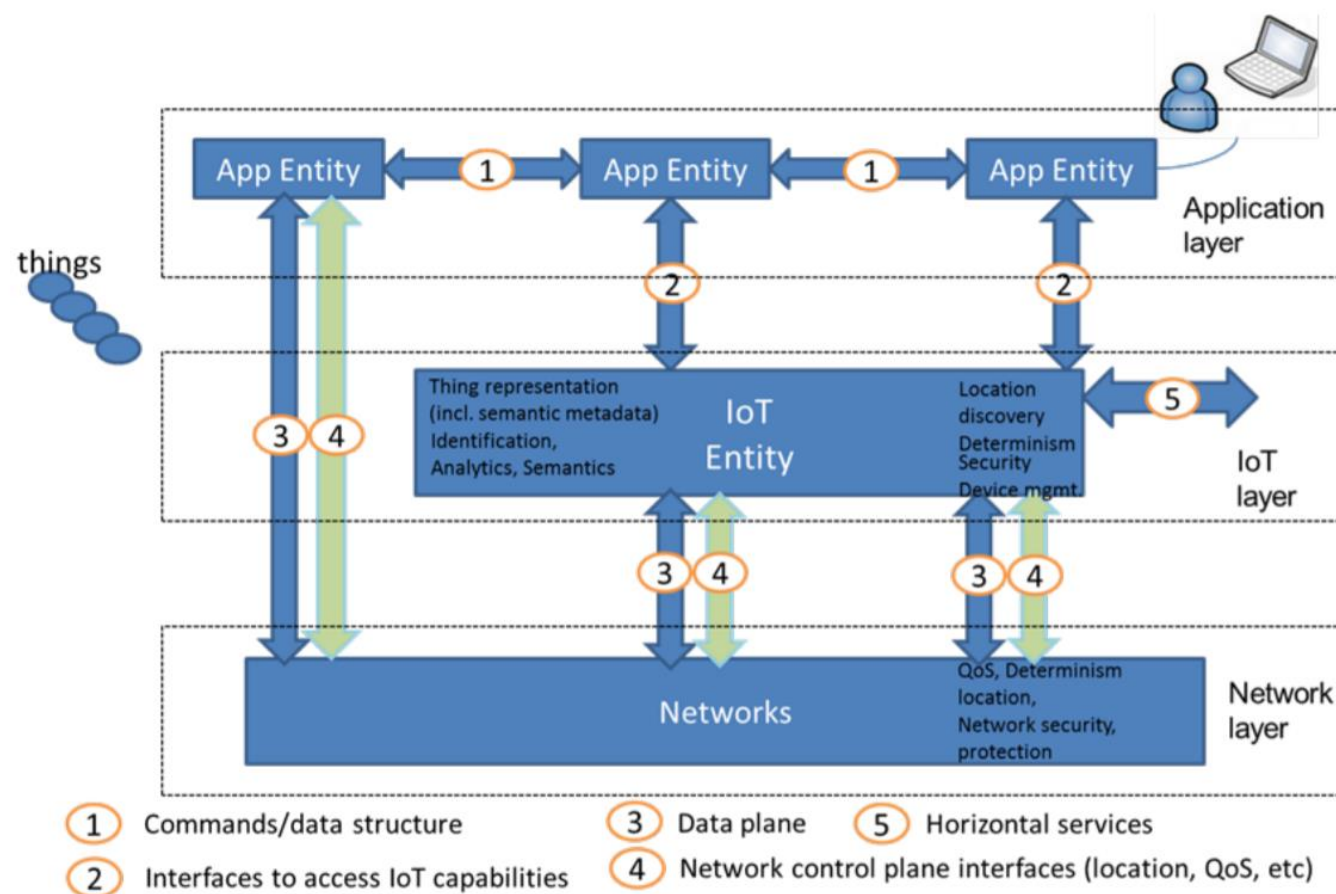 App Entity
1
App Entity
1
App Entity
Application
layer
things
2
2
Thing representation
(incl. semantic metadata)
Identification,
Analytics, Semantics
IoT
Entity
Location
discovery
Determinism
Security
Device mgmt.
5
IoT
layer
3
4
3
4
3
4
Networks
QoS, Determinism
location,
Network security,
protection
Network
layer
1 Commands/data structure
3 Data plane
5 Horizontal services
2 Interfaces to access IoT capabilities
4 Network control plane interfaces (location, QoS, etc)